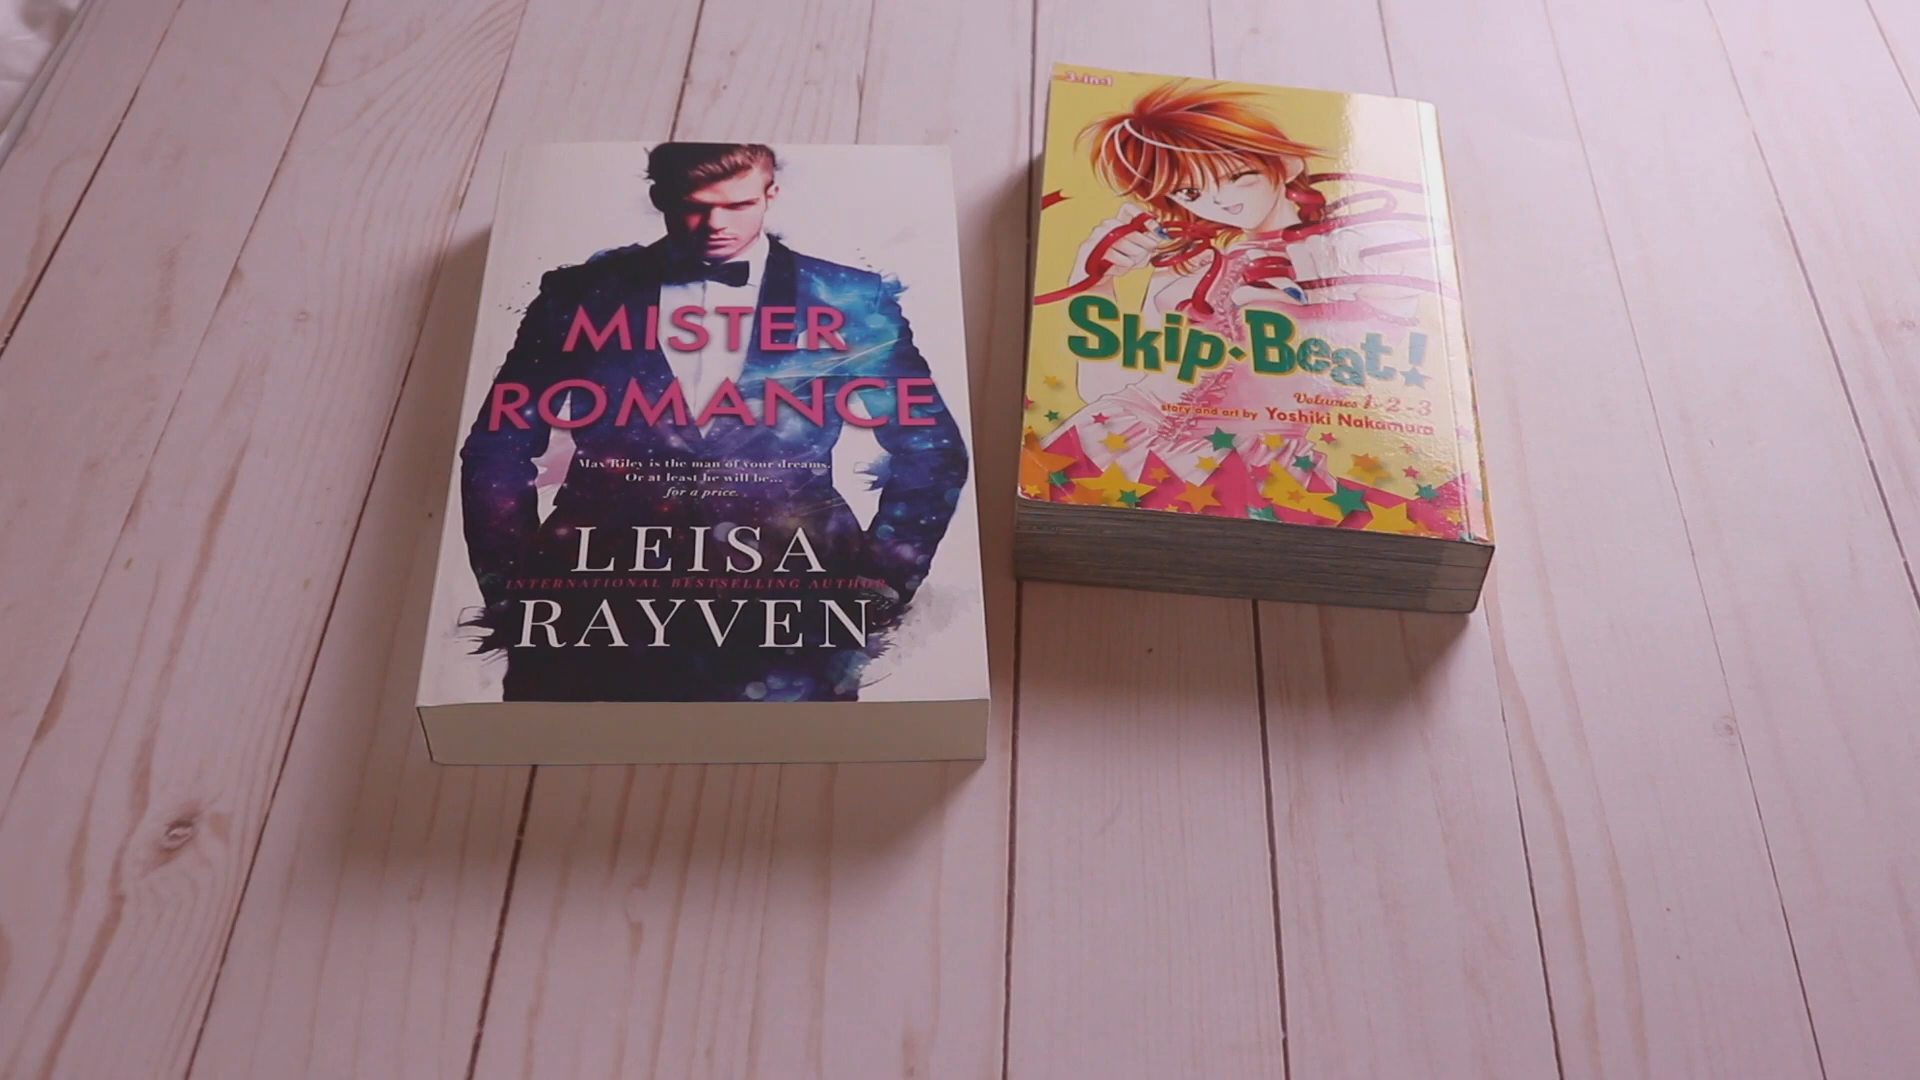 MISTER
ROMANCE
Max Riley is the man of your dreams.
Or at least he will be...
for a price.
LEISA
INTERNATIONAL BESTSELLING AUTHOR
RAYVEN
3-in-1
Skip·Beat!
Volumes 1-2-3
story and art by Yoshiki Nakamura